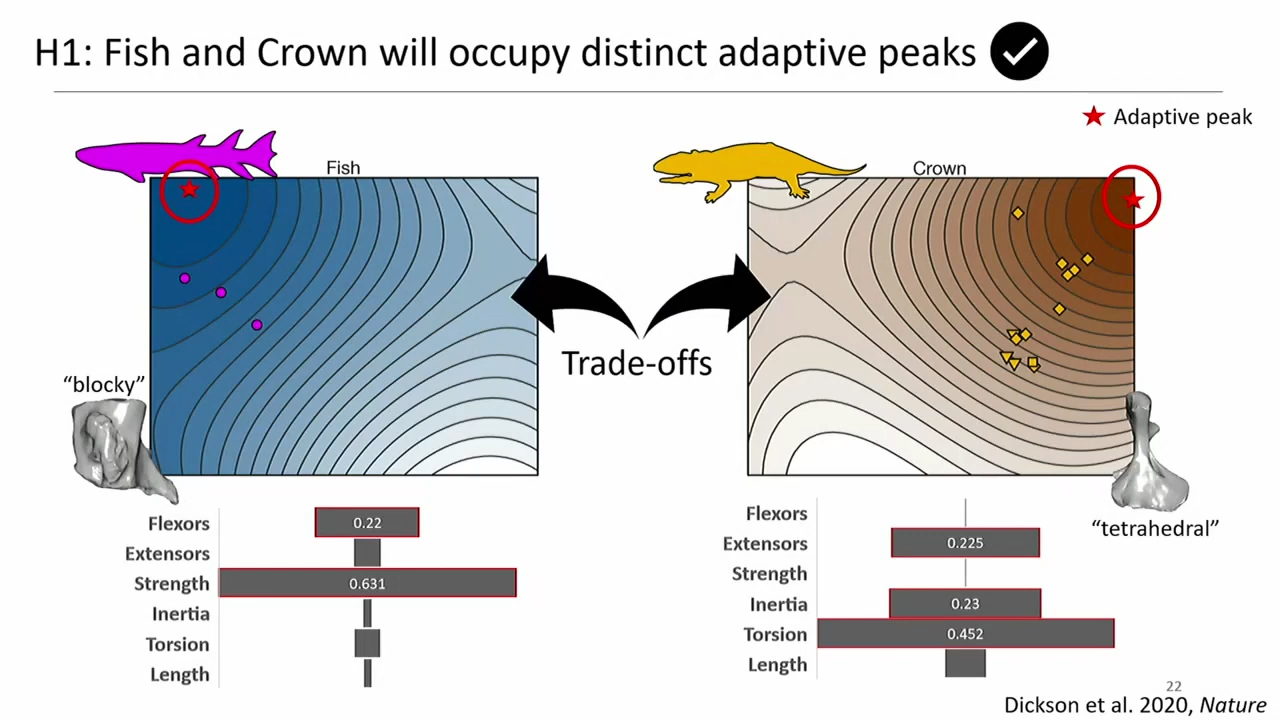 H1: Fish and Crown will occupy distinct adaptive peaks
Adaptive peak
Fish
Crown
Trade-offs
“blocky”
“tetrahedral”
Flexors 0.22
Extensors
Strength 0.631
Inertia
Torsion
Length
Flexors
Extensors 0.225
Strength
Inertia 0.23
Torsion 0.452
Length
22
Dickson et al. 2020, Nature